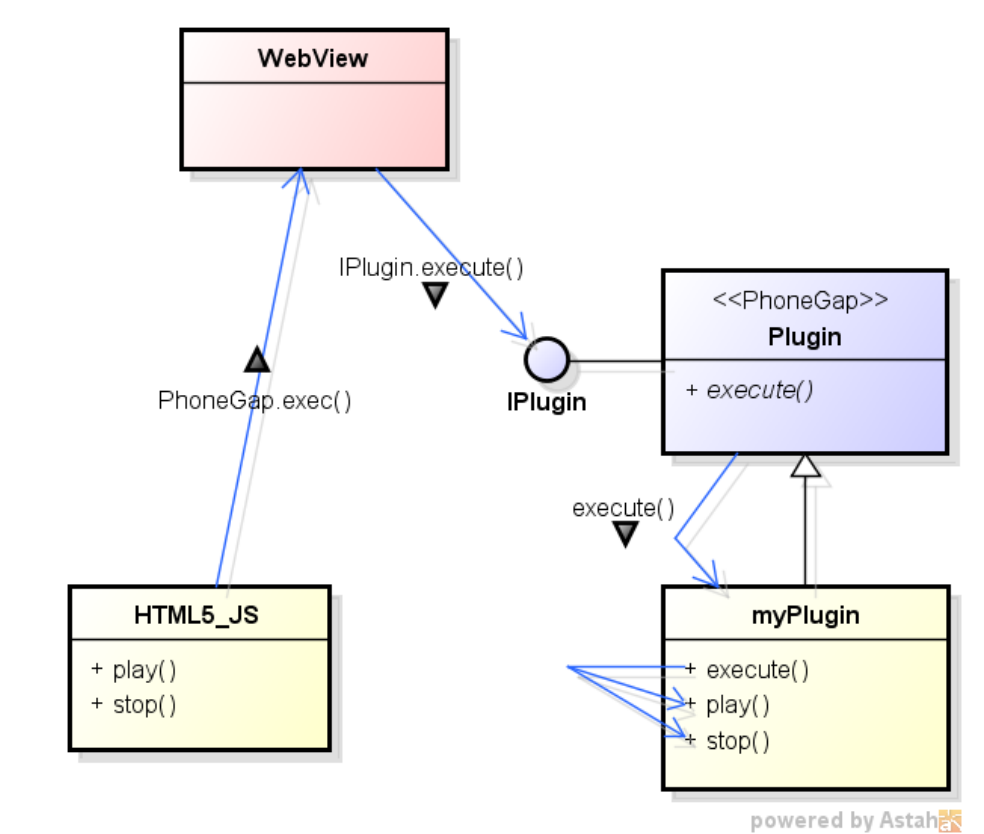 WebView
IPlugin.execute()
<<PhoneGap>>
Plugin
+ execute()
PhoneGap.exec()
IPlugin
execute()
HTML5_JS
+ play()
+ stop()
myPlugin
+ execute()
+ play()
+ stop()
powered by Astah